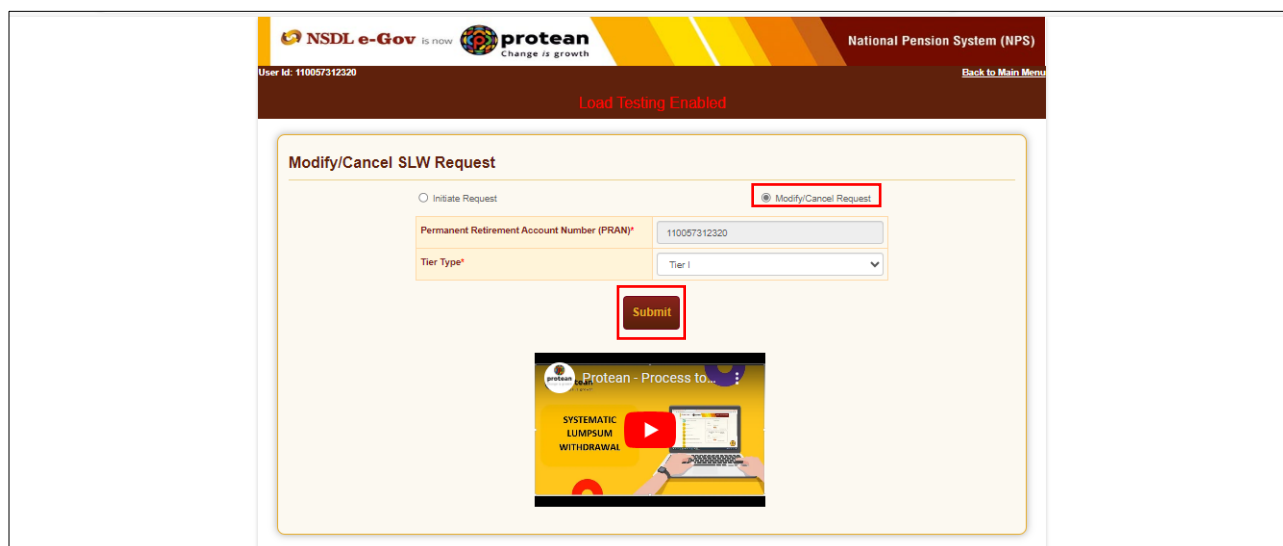 NSDL e-Gov is now protean
Change is growth
National Pension System (NPS)
User Id: 110057312320
Back to Main Menu
Load Testing Enabled
Modify/Cancel SLW Request
Initiate Request
Modify/Cancel Request
Permanent Retirement Account Number (PRAN)*
110057312320
Tier Type*
Tier I
Submit
protean
Protean - Process to...
SYSTEMATIC
LUMPSUM
WITHDRAWAL